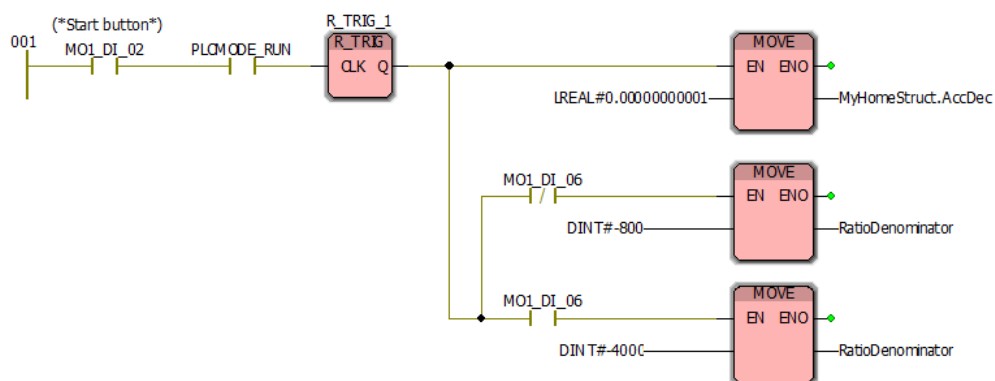 (*Start button*)
R_TRIG_1
001
MO1_DI_02
PLCMODE_RUN
R_TRIG
MOVE
CLK Q
EN ENO
LREAL#0.00000000001
MyHomeStruct.AccDec
MO1_DI_06
MOVE
EN ENO
DINT#-800
RatioDenominator
MO1_DI_06
MOVE
EN ENO
DINT#-4000
RatioDenominator